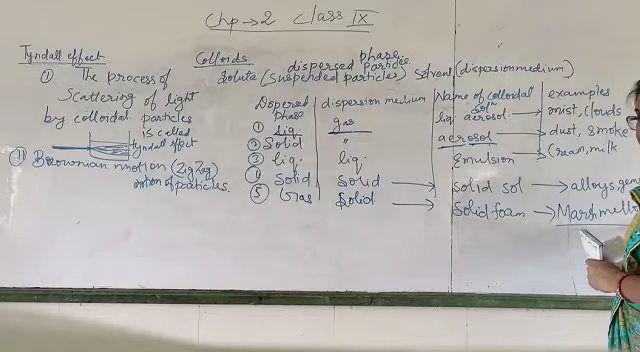 Chp → 2 Class IX
Tyndall effect
① The process of
Scattering of light
by colloidal particles
is called
tyndall effect
② Brownian motion (Zig Zag
motion of particles.
Colloids
phase
dispersed particle
Solute (suspended particles) Solvent (dispersion medium)
Dispersed phase | dispersion medium | Name of colloidal soln | examples
① liq. | gas | liq. aerosol → | mist, clouds
② Solid | " | aerosol → | dust, smoke
③ liq. | liq. | Emulsion | Cream, milk
④ Solid | Solid → | solid sol → | alloys,
⑤ Gas | Solid → | Solid foam → |